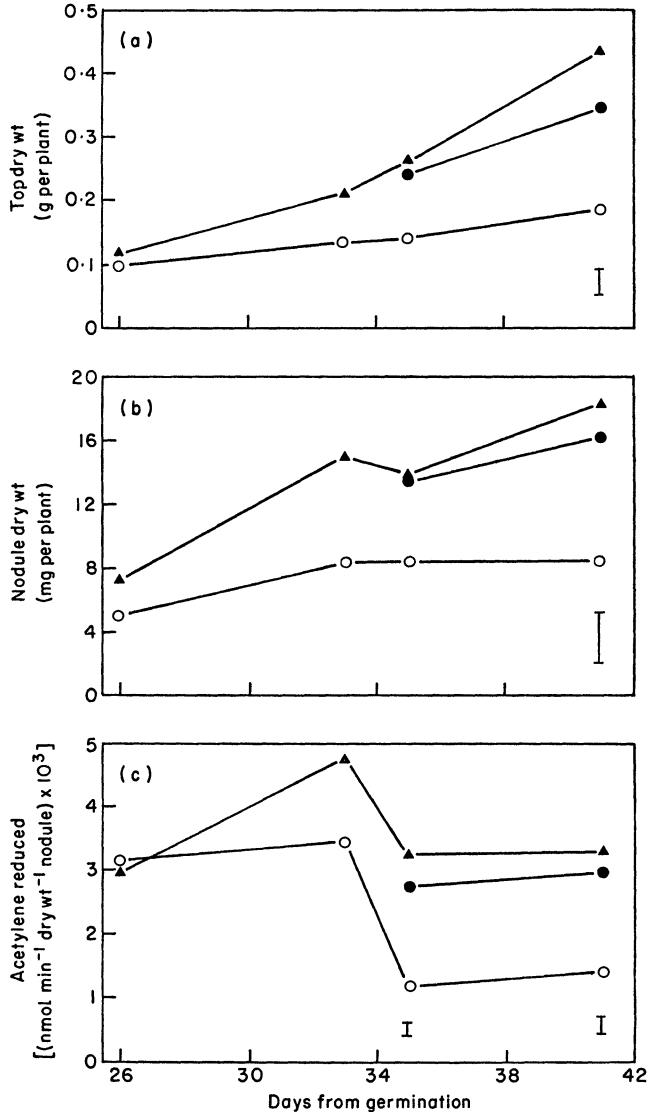 (a)
0·5
0·4
0·3
0·2
0·1
0
Top dry wt
(g per plant)
(b)
20
16
12
8
4
0
Nodule dry wt
(mg per plant)
(c)
5
4
3
2
1
0
Acetylene reduced
[(nmol min⁻¹ dry wt⁻¹ nodule) x 10³]
26 30 34 38 42
Days from germination